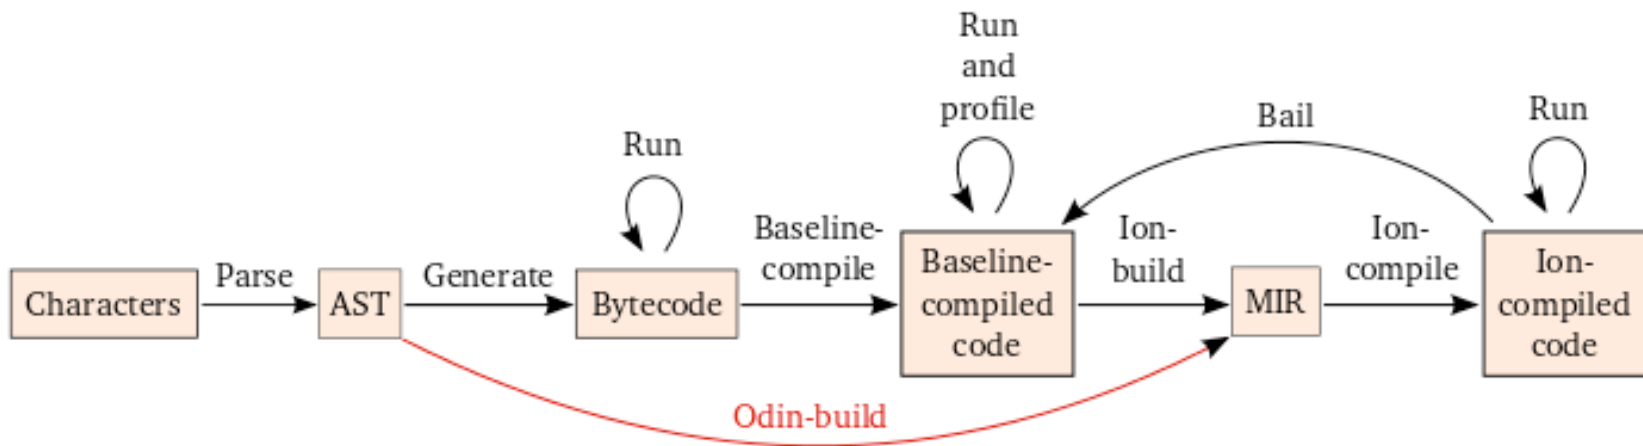 Run
and
profile
Bail
Run
Run
Baseline-
compile
Ion-
build
Ion-
compile
Parse
Generate
Characters
AST
Bytecode
Baseline-
compiled
code
MIR
Ion-
compiled
code
Odin-build